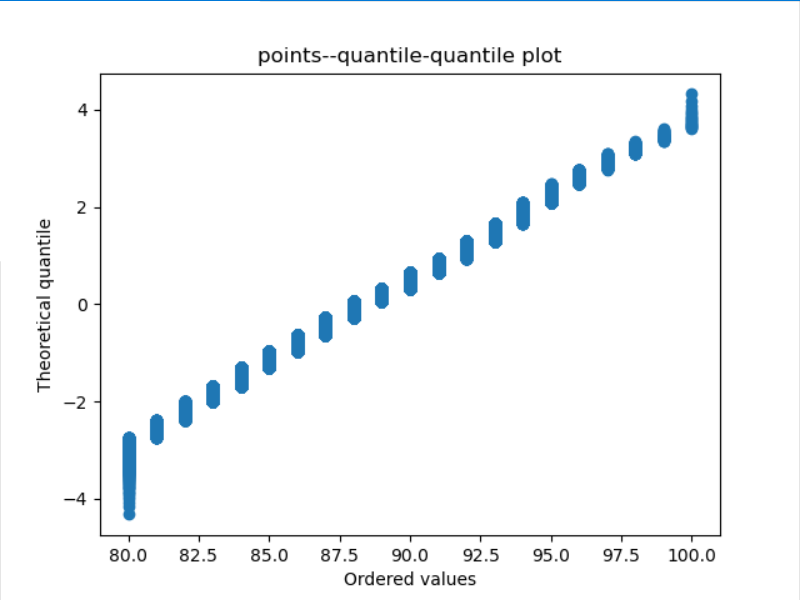 points--quantile-quantile plot
4
2
0
−2
−4
Theoretical quantile
80.0 82.5 85.0 87.5 90.0 92.5 95.0 97.5 100.0
Ordered values